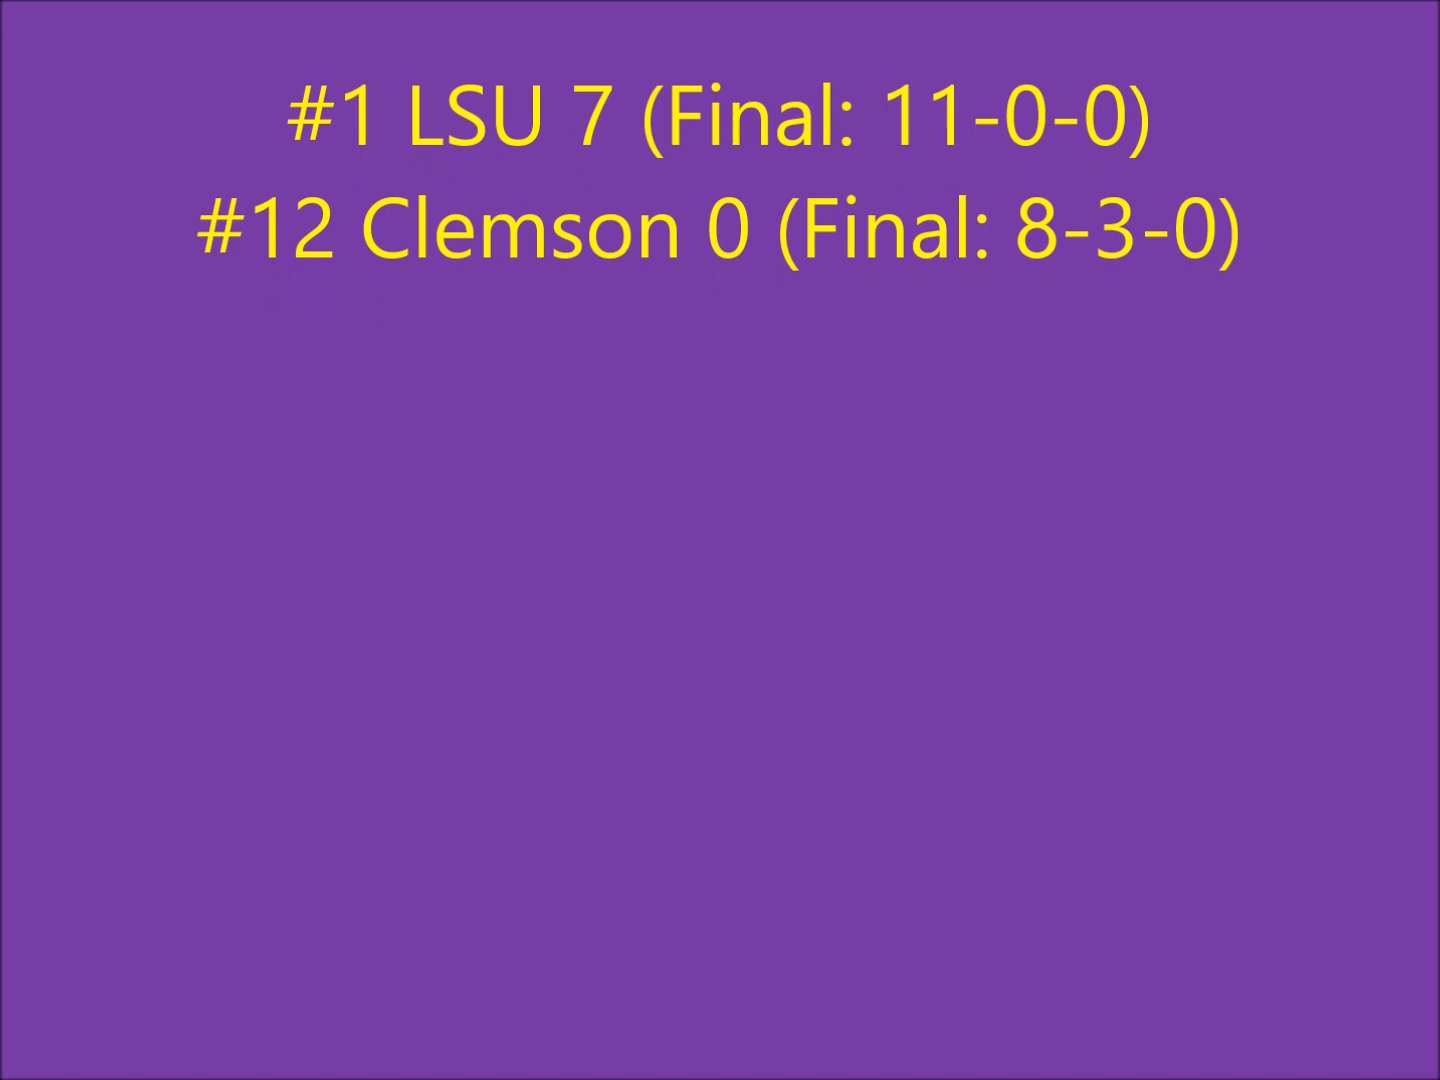 #1 LSU 7 (Final: 11-0-0)
#12 Clemson 0 (Final: 8-3-0)